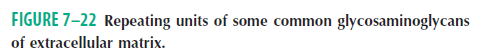 FIGURE 7–22 Repeating units of some common glycosaminoglycans
of extracellular matrix.